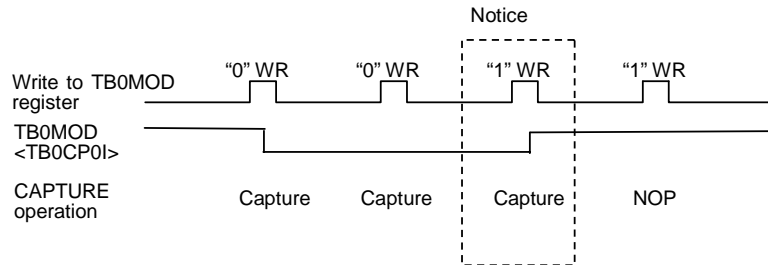 Notice
“0” WR “0” WR “1” WR “1” WR
Write to TB0MOD
register
TB0MOD
<TB0CP0I>
CAPTURE
operation
Capture Capture Capture NOP